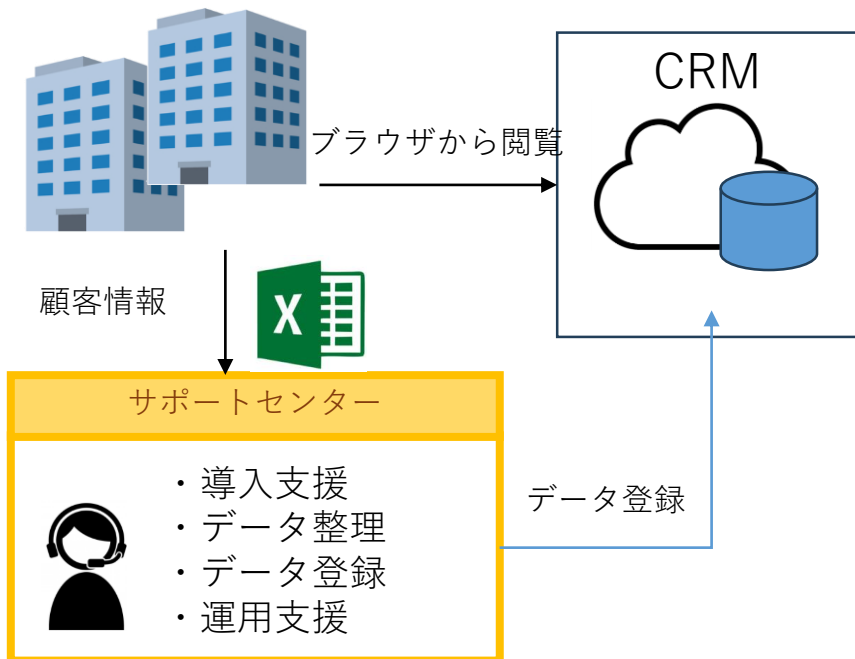 CRM
ブラウザから閲覧
顧客情報
X
サポートセンター
・導入支援
・データ整理
・データ登録
・運用支援
データ登録